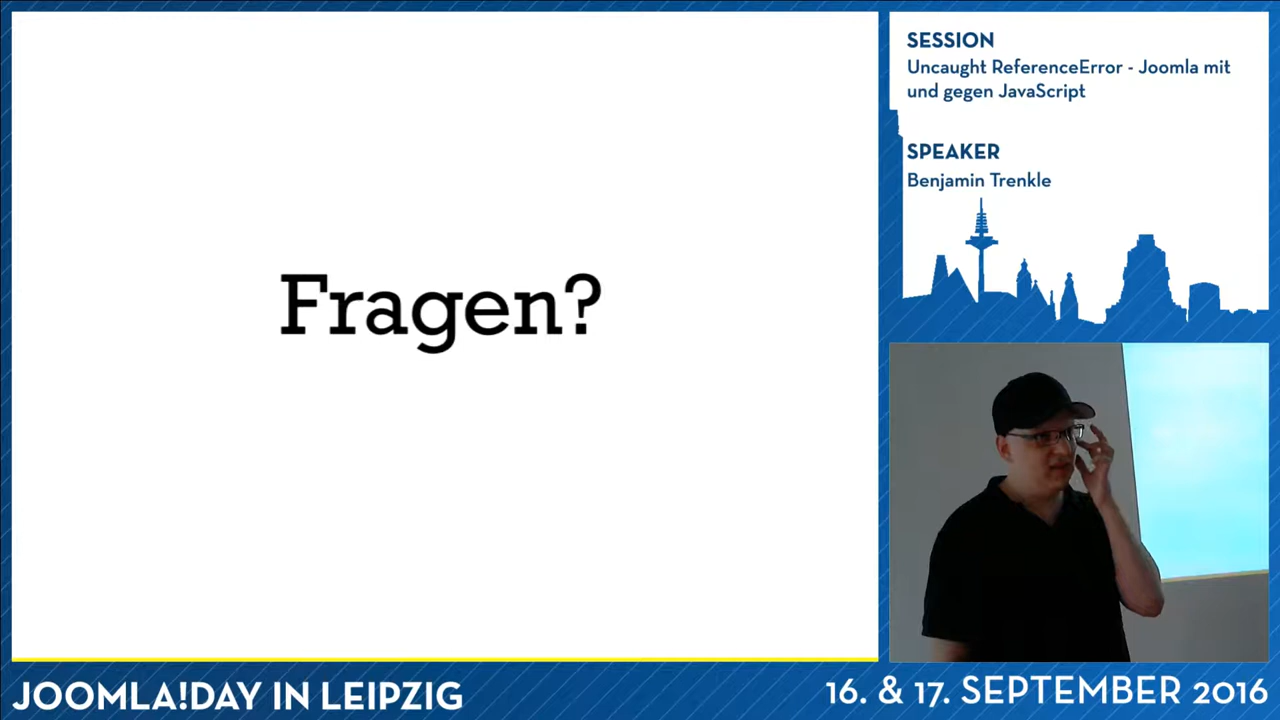 Fragen?
SESSION
Uncaught ReferenceError - Joomla mit
und gegen JavaScript
SPEAKER
Benjamin Trenkle
JOOMLA!DAY IN LEIPZIG
16. & 17. SEPTEMBER 2016